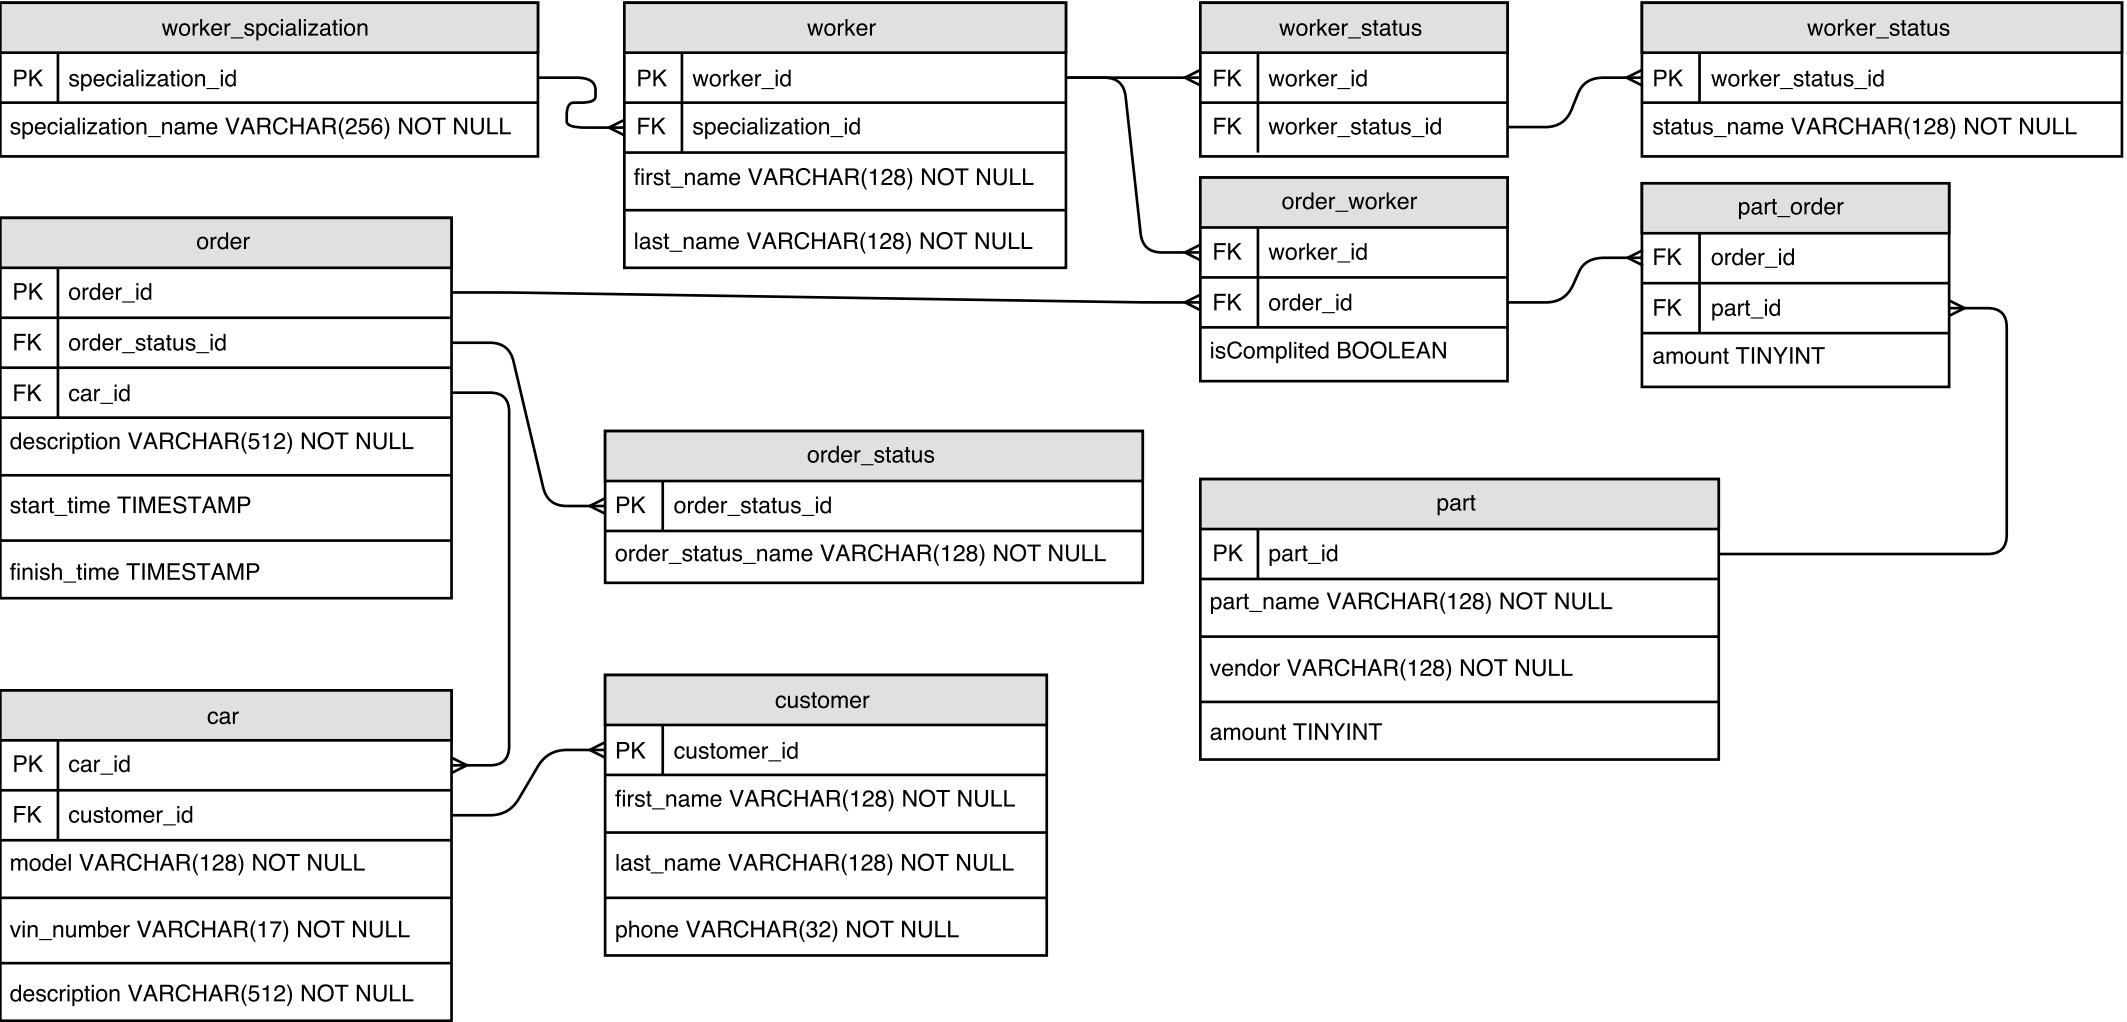 worker_spcialization
PK specialization_id
specialization_name VARCHAR(256) NOT NULL
worker
PK worker_id
FK specialization_id
first_name VARCHAR(128) NOT NULL
last_name VARCHAR(128) NOT NULL
worker_status
FK worker_id
FK worker_status_id
worker_status
PK worker_status_id
status_name VARCHAR(128) NOT NULL
order_worker
FK worker_id
FK order_id
isComplited BOOLEAN
part_order
FK order_id
FK part_id
amount TINYINT
order
PK order_id
FK order_status_id
FK car_id
description VARCHAR(512) NOT NULL
start_time TIMESTAMP
finish_time TIMESTAMP
order_status
PK order_status_id
order_status_name VARCHAR(128) NOT NULL
part
PK part_id
part_name VARCHAR(128) NOT NULL
vendor VARCHAR(128) NOT NULL
amount TINYINT
car
PK car_id
FK customer_id
model VARCHAR(128) NOT NULL
vin_number VARCHAR(17) NOT NULL
description VARCHAR(512) NOT NULL
customer
PK customer_id
first_name VARCHAR(128) NOT NULL
last_name VARCHAR(128) NOT NULL
phone VARCHAR(32) NOT NULL